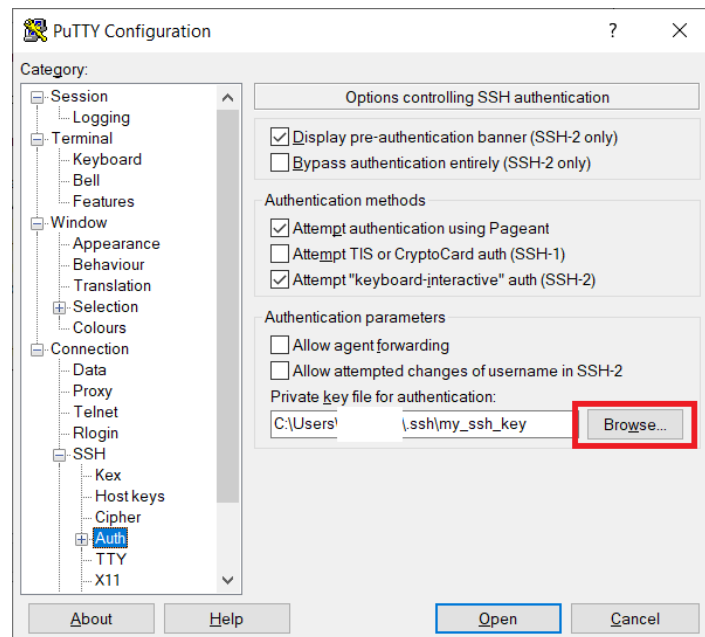 PuTTY Configuration
?
Category:
Session
Logging
Terminal
Keyboard
Bell
Features
Window
Appearance
Behaviour
Translation
Selection
Colours
Connection
Data
Proxy
Telnet
Rlogin
SSH
Kex
Host keys
Cipher
Auth
TTY
X11
Options controlling SSH authentication
Display pre-authentication banner (SSH-2 only)
Bypass authentication entirely (SSH-2 only)
Authentication methods
Attempt authentication using Pageant
Attempt TIS or CryptoCard auth (SSH-1)
Attempt "keyboard-interactive" auth (SSH-2)
Authentication parameters
Allow agent forwarding
Allow attempted changes of username in SSH-2
Private key file for authentication:
C:\Users\ \.ssh\my_ssh_key Browse...
About Help Open Cancel